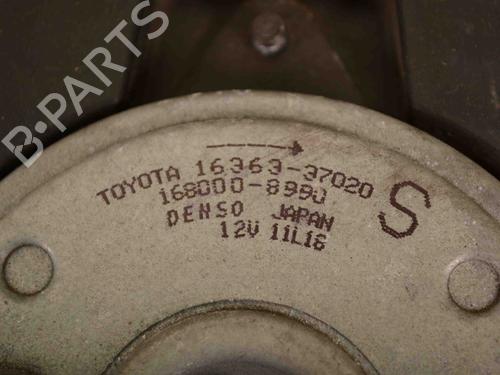 B-PARTS
TOYOTA 16363-37020
168000-8990
DENSO JAPAN
12V 11L16
S